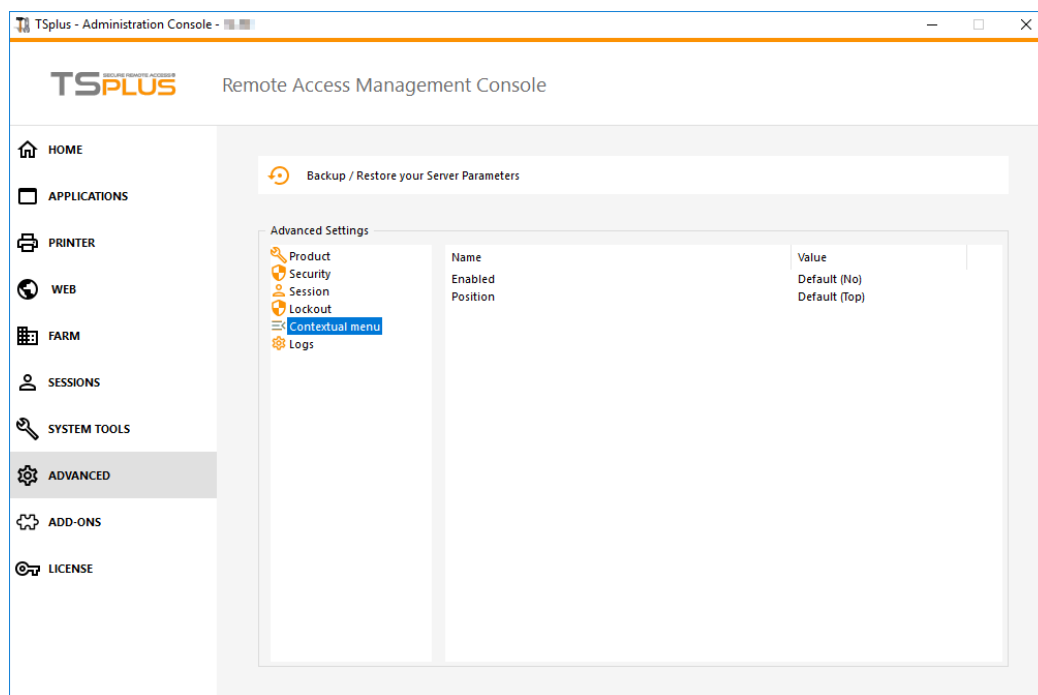 TSplus - Administration Console -
TSPLUS SECURE REMOTE ACCESS
Remote Access Management Console
HOME
APPLICATIONS
PRINTER
WEB
FARM
SESSIONS
SYSTEM TOOLS
ADVANCED
ADD-ONS
LICENSE
Backup / Restore your Server Parameters
Advanced Settings
Product
Security
Session
Lockout
Contextual menu
Logs
Name Value
Enabled Default (No)
Position Default (Top)